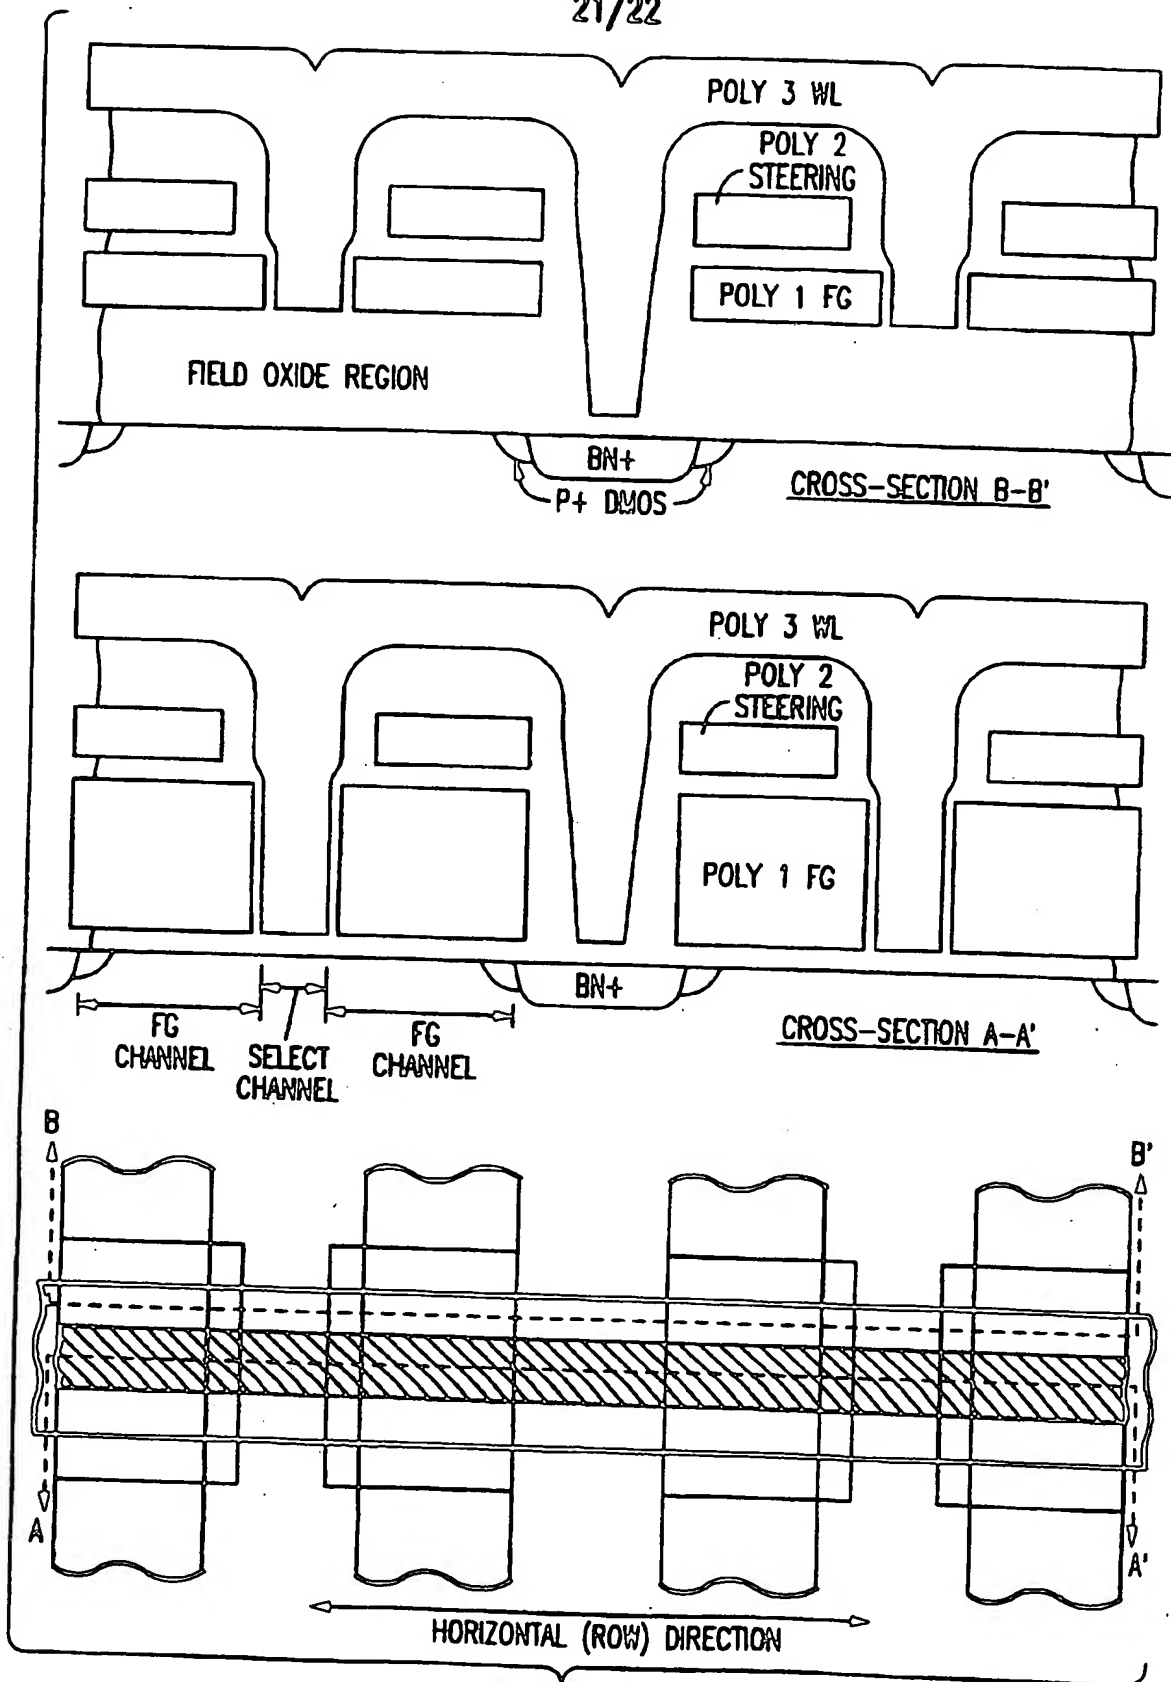 21/22
POLY 3 WL
POLY 2
STEERING
POLY 1 FG
FIELD OXIDE REGION
BN+
P+ DMOS
CROSS-SECTION B-B'
POLY 3 WL
POLY 2
STEERING
POLY 1 FG
BN+
FG
CHANNEL
SELECT
CHANNEL
FG
CHANNEL
CROSS-SECTION A-A'
B
B'
A
A'
HORIZONTAL (ROW) DIRECTION